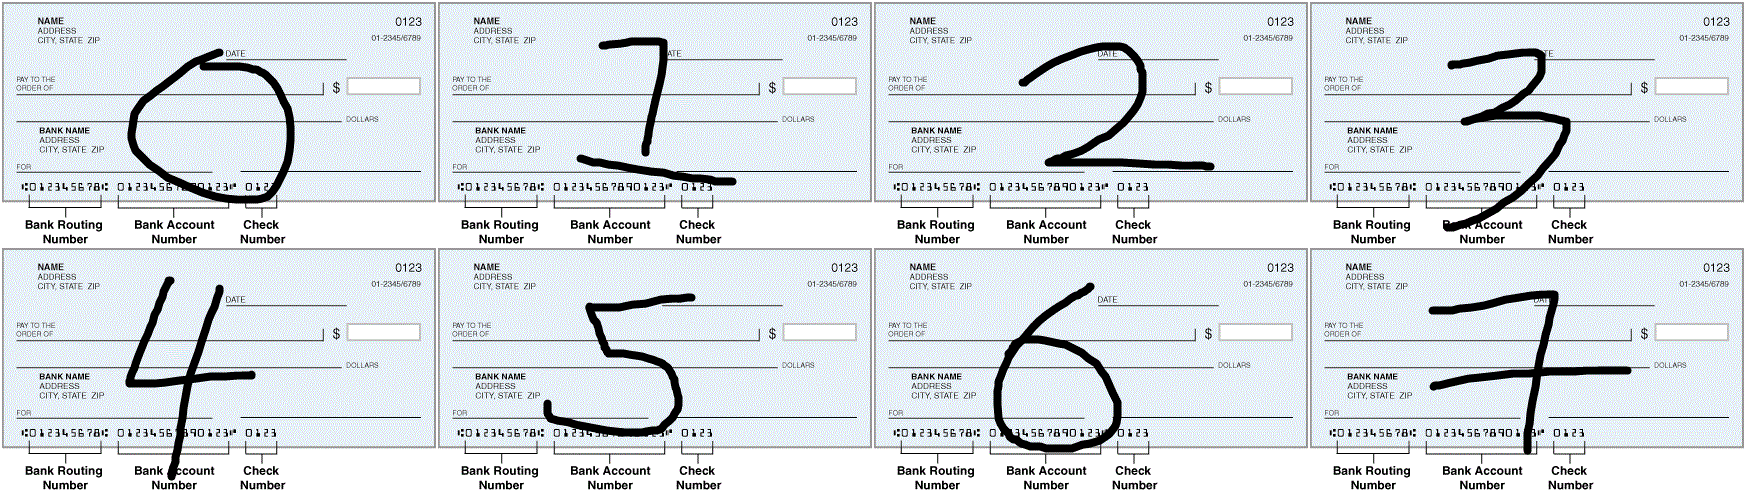 NAME 0123
ADDRESS
CITY, STATE ZIP 01-2345/6789
DATE
PAY TO THE
ORDER OF $
DOLLARS
BANK NAME
ADDRESS
CITY, STATE ZIP
FOR
⑆012345678⑆ 01234567890123⑈ 0123
Bank Routing Number
Bank Account Number
Check Number
0
NAME 0123
ADDRESS
CITY, STATE ZIP 01-2345/6789
DATE
PAY TO THE
ORDER OF $
DOLLARS
BANK NAME
ADDRESS
CITY, STATE ZIP
FOR
⑆012345678⑆ 01234567890123⑈ 0123
Bank Routing Number
Bank Account Number
Check Number
1
NAME 0123
ADDRESS
CITY, STATE ZIP 01-2345/6789
DATE
PAY TO THE
ORDER OF $
DOLLARS
BANK NAME
ADDRESS
CITY, STATE ZIP
FOR
⑆012345678⑆ 01234567890123⑈ 0123
Bank Routing Number
Bank Account Number
Check Number
2
NAME 0123
ADDRESS
CITY, STATE ZIP 01-2345/6789
DATE
PAY TO THE
ORDER OF $
DOLLARS
BANK NAME
ADDRESS
CITY, STATE ZIP
FOR
⑆012345678⑆ 01234567890123⑈ 0123
Bank Routing Number
Bank Account Number
Check Number
3
NAME 0123
ADDRESS
CITY, STATE ZIP 01-2345/6789
DATE
PAY TO THE
ORDER OF $
DOLLARS
BANK NAME
ADDRESS
CITY, STATE ZIP
FOR
⑆012345678⑆ 01234567890123⑈ 0123
Bank Routing Number
Bank Account Number
Check Number
4
NAME 0123
ADDRESS
CITY, STATE ZIP 01-2345/6789
DATE
PAY TO THE
ORDER OF $
DOLLARS
BANK NAME
ADDRESS
CITY, STATE ZIP
FOR
⑆012345678⑆ 01234567890123⑈ 0123
Bank Routing Number
Bank Account Number
Check Number
5
NAME 0123
ADDRESS
CITY, STATE ZIP 01-2345/6789
DATE
PAY TO THE
ORDER OF $
DOLLARS
BANK NAME
ADDRESS
CITY, STATE ZIP
FOR
⑆012345678⑆ 01234567890123⑈ 0123
Bank Routing Number
Bank Account Number
Check Number
6
NAME 0123
ADDRESS
CITY, STATE ZIP 01-2345/6789
DATE
PAY TO THE
ORDER OF $
DOLLARS
BANK NAME
ADDRESS
CITY, STATE ZIP
FOR
⑆012345678⑆ 01234567890123⑈ 0123
Bank Routing Number
Bank Account Number
Check Number
7